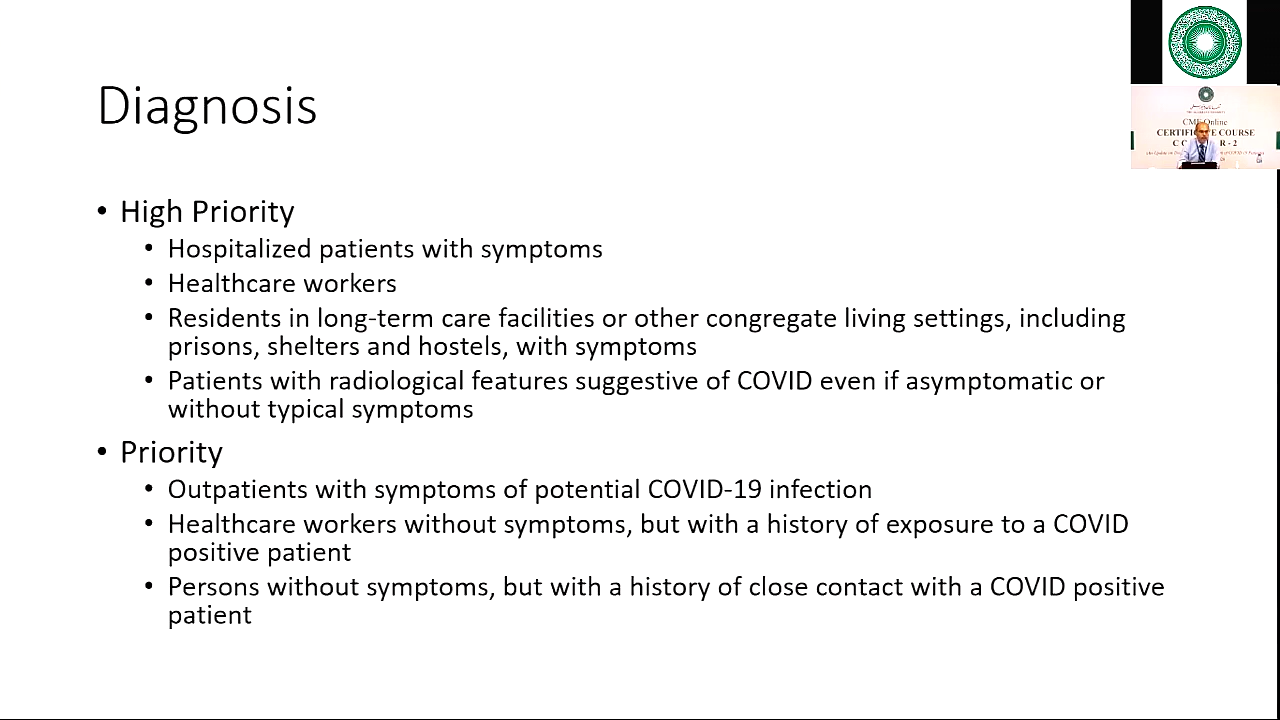 Diagnosis
• High Priority
• Hospitalized patients with symptoms
• Healthcare workers
• Residents in long-term care facilities or other congregate living settings, including
prisons, shelters and hostels, with symptoms
• Patients with radiological features suggestive of COVID even if asymptomatic or
without typical symptoms
• Priority
• Outpatients with symptoms of potential COVID-19 infection
• Healthcare workers without symptoms, but with a history of exposure to a COVID
positive patient
• Persons without symptoms, but with a history of close contact with a COVID positive
patient
Online
COURSE